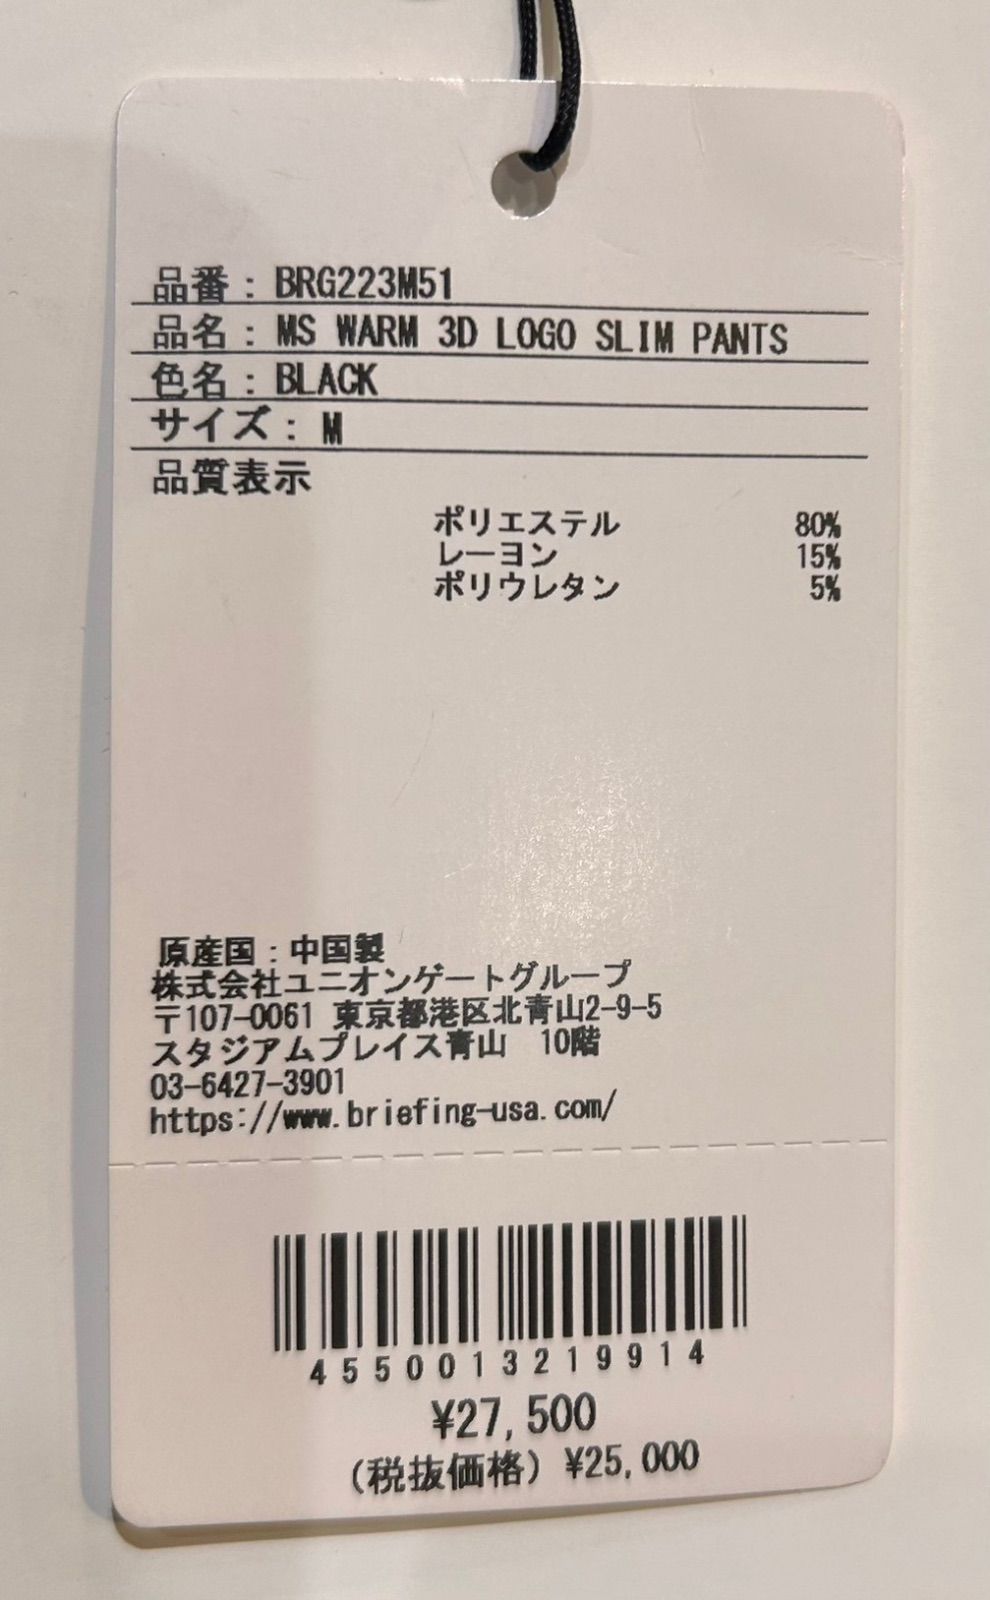 品番：BRG223M51
品名：MS WARM 3D LOGO SLIM PANTS
色名：BLACK
サイズ：M
品質表示
ポリエステル 80%
レーヨン 15%
ポリウレタン 5%
原産国：中国製
株式会社ユニオンゲートグループ
〒107-0061 東京都港区北青山2-9-5
スタジアムプレイス青山 10階
03-6427-3901
https://www.briefing-usa.com/
4550013219914
¥27,500
(税抜価格) ¥25,000